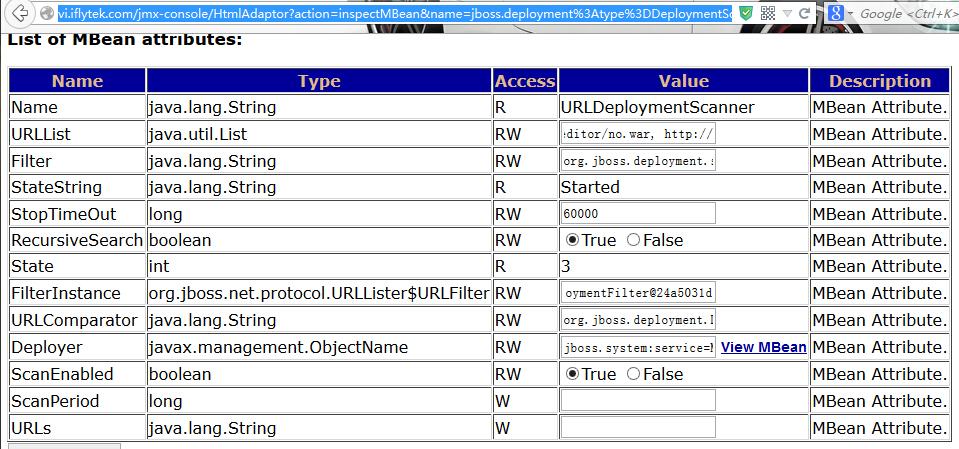 vi.iflytek.com/jmx-console/HtmlAdaptor?action=inspectMBean&name=jboss.deployment%3Atype%3DDeploymentSc
Google <Ctrl+K>
List of MBean attributes:
Name Type Access Value Description
Name java.lang.String R URLDeploymentScanner MBean Attribute.
URLList java.util.List RW editor/no.war, http:// MBean Attribute.
Filter java.lang.String RW org.jboss.deployment.s MBean Attribute.
StateString java.lang.String R Started MBean Attribute.
StopTimeOut long RW 60000 MBean Attribute.
RecursiveSearch boolean RW True False MBean Attribute.
State int R 3 MBean Attribute.
FilterInstance org.jboss.net.protocol.URLLister$URLFilter RW oymentFilter@24a5031d MBean Attribute.
URLComparator java.lang.String RW org.jboss.deployment.I MBean Attribute.
Deployer javax.management.ObjectName RW jboss.system:service=M View MBean MBean Attribute.
ScanEnabled boolean RW True False MBean Attribute.
ScanPeriod long W MBean Attribute.
URLs java.lang.String W MBean Attribute.